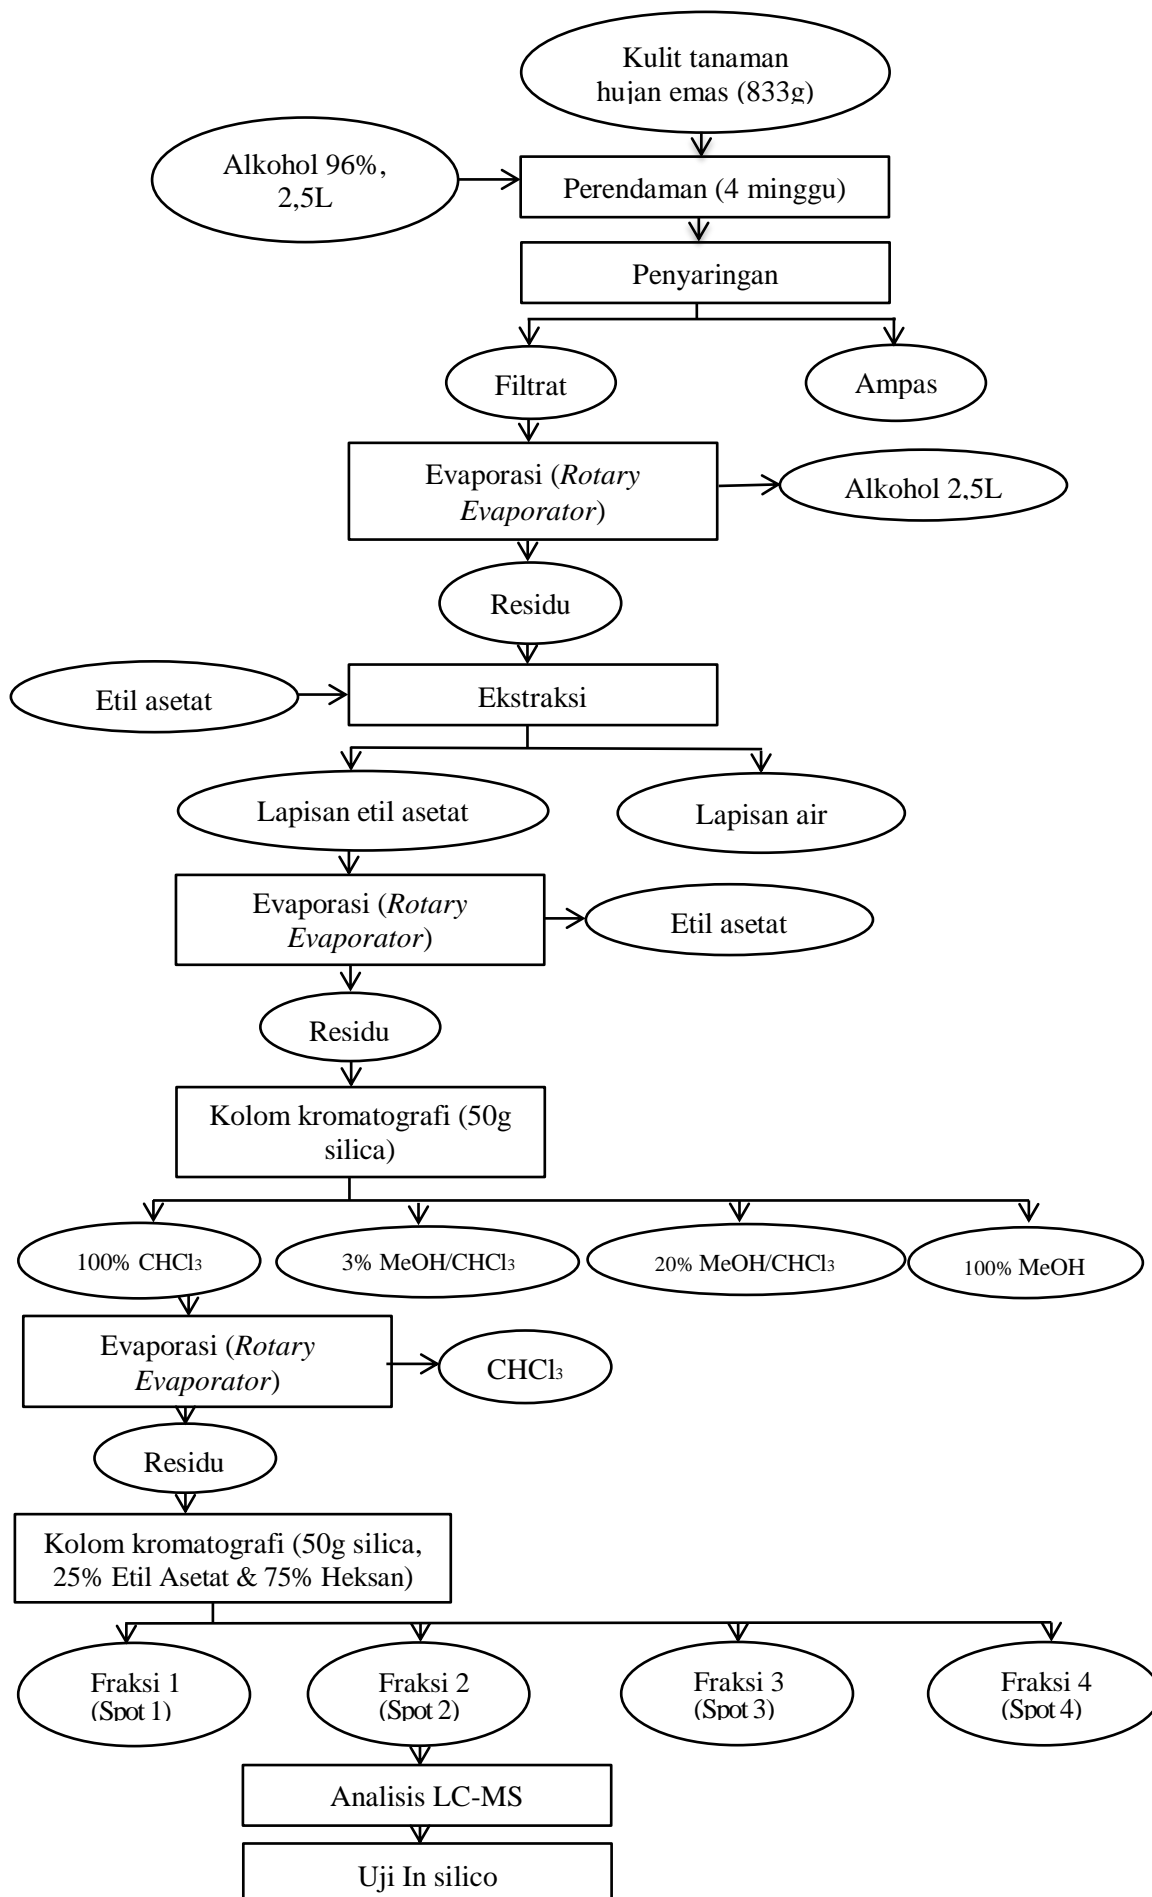 Kulit tanaman
hujan emas (833g)
Alkohol 96%,
2,5L
Perendaman (4 minggu)
Penyaringan
Filtrat
Ampas
Evaporasi (Rotary
Evaporator)
Alkohol 2,5L
Residu
Etil asetat
Ekstraksi
Lapisan etil asetat
Lapisan air
Evaporasi (Rotary
Evaporator)
Etil asetat
Residu
Kolom kromatografi (50g
silica)
100% CHCl₃
3% MeOH/CHCl₃
20% MeOH/CHCl₃
100% MeOH
Evaporasi (Rotary
Evaporator)
CHCl₃
Residu
Kolom kromatografi (50g silica,
25% Etil Asetat & 75% Heksan)
Fraksi 1
(Spot 1)
Fraksi 2
(Spot 2)
Fraksi 3
(Spot 3)
Fraksi 4
(Spot 4)
Analisis LC-MS
Uji In silico